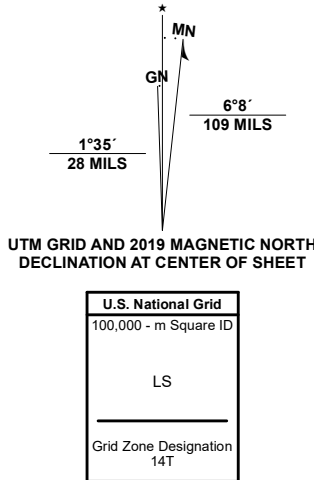 ★
MN
GN
6°8´
109 MILS
1°35´
28 MILS
UTM GRID AND 2019 MAGNETIC NORTH
DECLINATION AT CENTER OF SHEET
U.S. National Grid
100,000 - m Square ID
LS
Grid Zone Designation
14T